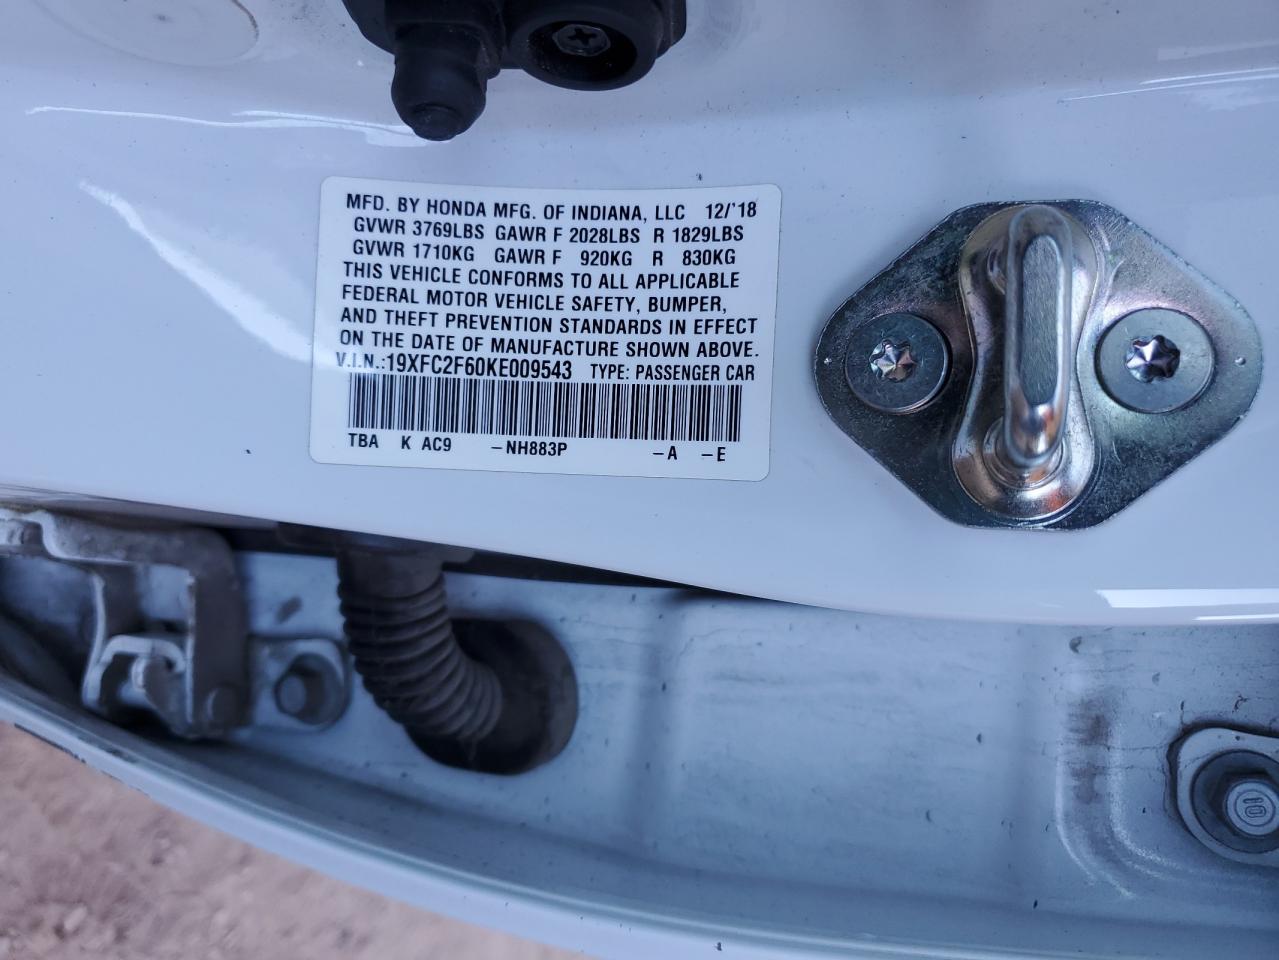 MFD. BY HONDA MFG. OF INDIANA, LLC 12/'18
GVWR 3769LBS GAWR F 2028LBS R 1829LBS
GVWR 1710KG GAWR F 920KG R 830KG
THIS VEHICLE CONFORMS TO ALL APPLICABLE
FEDERAL MOTOR VEHICLE SAFETY, BUMPER,
AND THEFT PREVENTION STANDARDS IN EFFECT
ON THE DATE OF MANUFACTURE SHOWN ABOVE.
V.I.N.:19XFC2F60KE009543 TYPE: PASSENGER CAR
TBA K AC9 –NH883P –A –E